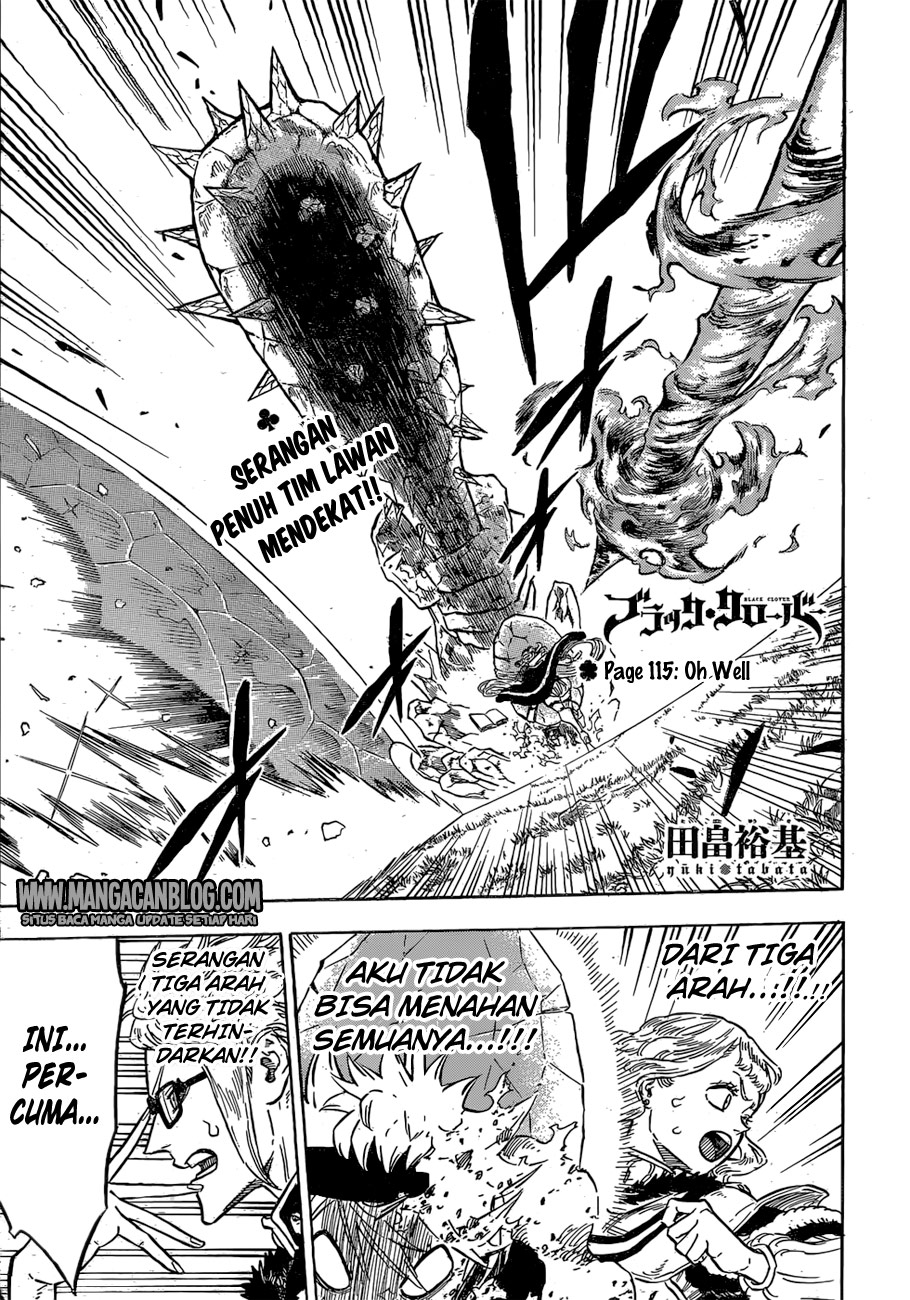 SERANGAN
PENUH TIM LAWAN
MENDEKAT!!
ブラック・クローバー
BLACK CLOVER
Page 115: Oh Well
田畠裕基
yūki tabata
WWW.MANGACANBLOG.COM
SITUS BACA MANGA UPDATE SETIAP HARI
DARI TIGA
ARAH...!!!...
AKU TIDAK
BISA MENAHAN
SEMUANYA...!!!
SERANGAN
TIGA ARAH
YANG TIDAK
TERHIN-
DARKAN!!
INI...
PER-
CUMA...